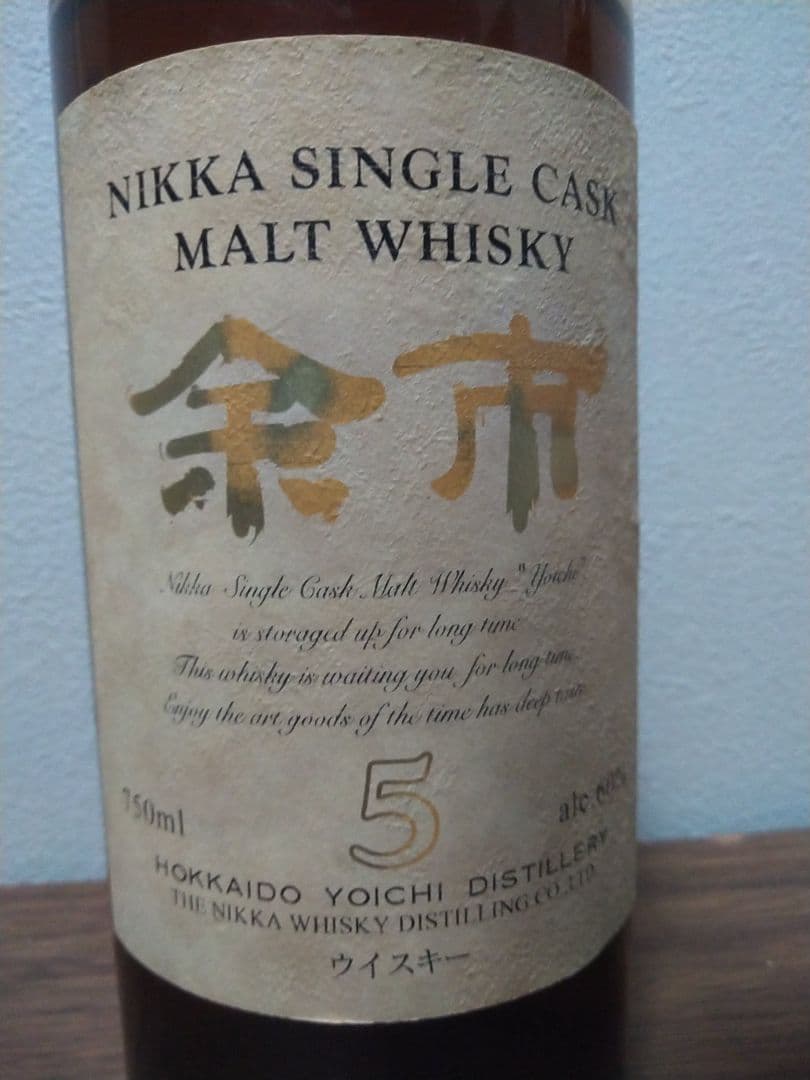 NIKKA SINGLE CASK
MALT WHISKY
余市
Nikka Single Cask Malt Whisky "Yoichi"
is storaged up for long time
This whisky is waiting you for long time.
Enjoy the art goods of the time has deep
750ml
5
alc.60%
HOKKAIDO YOICHI DISTILLERY
THE NIKKA WHISKY DISTILLING CO.,LTD.
ウイスキー